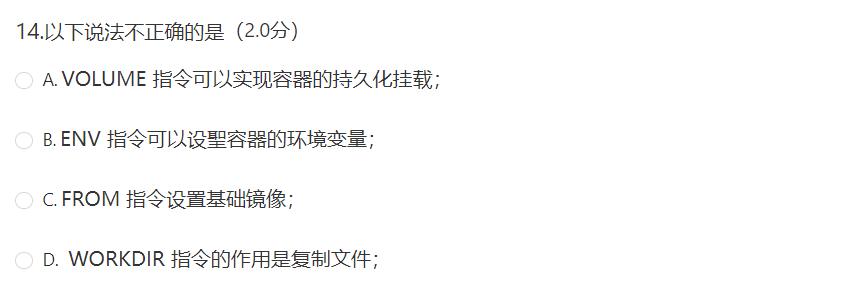 14.以下说法不正确的是（2.0分）
A. VOLUME 指令可以实现容器的持久化挂载；
B. ENV 指令可以设聖容器的环境变量；
C. FROM 指令设置基础镜像；
D. WORKDIR 指令的作用是复制文件；